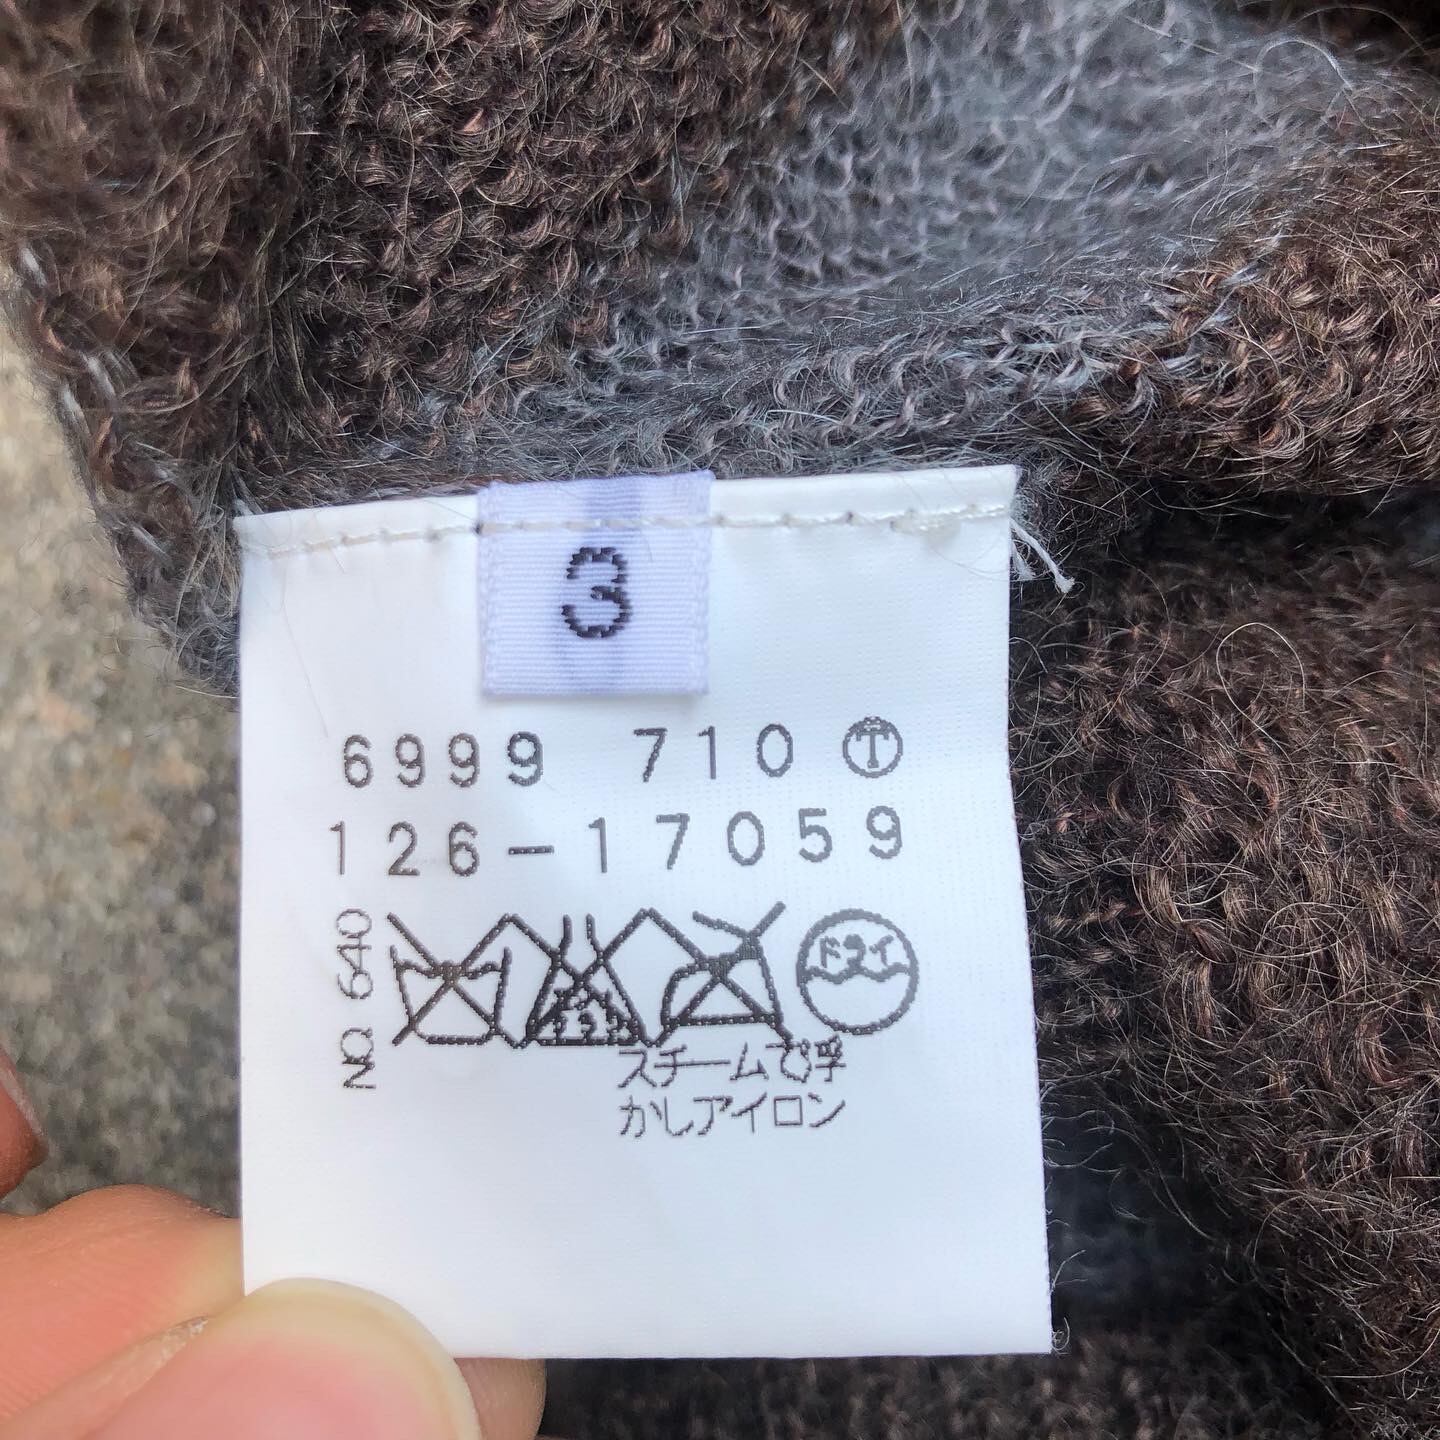 3
6999 710 Ⓣ
126-17059
NO 640
ドライ
スチームで浮
かしアイロン